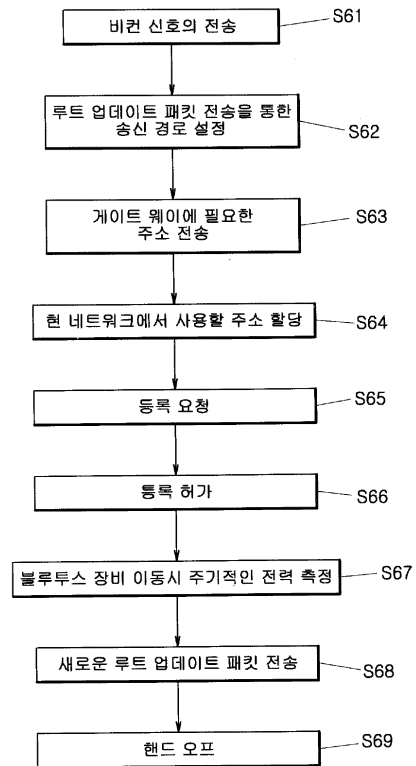 비컨 신호의 전송
S61
루트 업데이트 패킷 전송을 통한
송신 경로 설정
S62
게이트 웨이에 필요한
주소 전송
S63
현 네트워크에서 사용할 주소 할당
S64
등록 요청
S65
등록 허가
S66
블루투스 장비 이동시 주기적인 전력 측정
S67
새로운 루트 업데이트 패킷 전송
S68
핸드 오프
S69